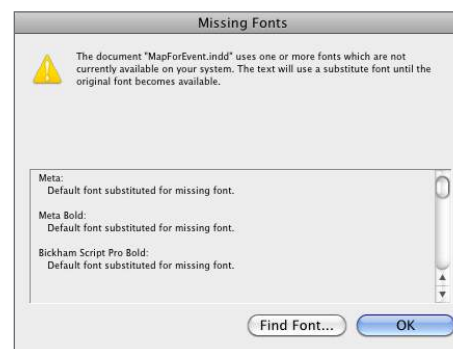 Missing Fonts
The document "MapForEvent.indd" uses one or more fonts which are not
currently available on your system. The text will use a substitute font until the
original font becomes available.
Meta:
Default font substituted for missing font.
Meta Bold:
Default font substituted for missing font.
Bickham Script Pro Bold:
Default font substituted for missing font.
Find Font...
OK